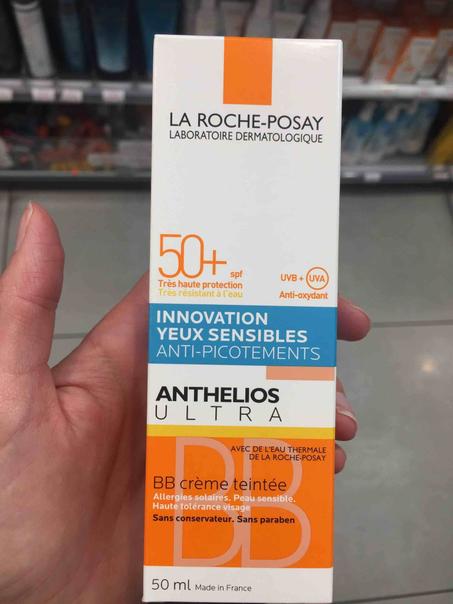 LA ROCHE-POSAY
LABORATOIRE DERMATOLOGIQUE
50+ spf
Très haute protection
Très résistant à l'eau
UVB + UVA
Anti-oxydant
INNOVATION
YEUX SENSIBLES
ANTI-PICOTEMENTS
ANTHELIOS
ULTRA
AVEC DE L'EAU THERMALE
DE LA ROCHE-POSAY
BB
BB crème teintée
Allergies solaires. Peau sensible.
Haute tolérance visage
Sans conservateur. Sans paraben
50 ml Made in France